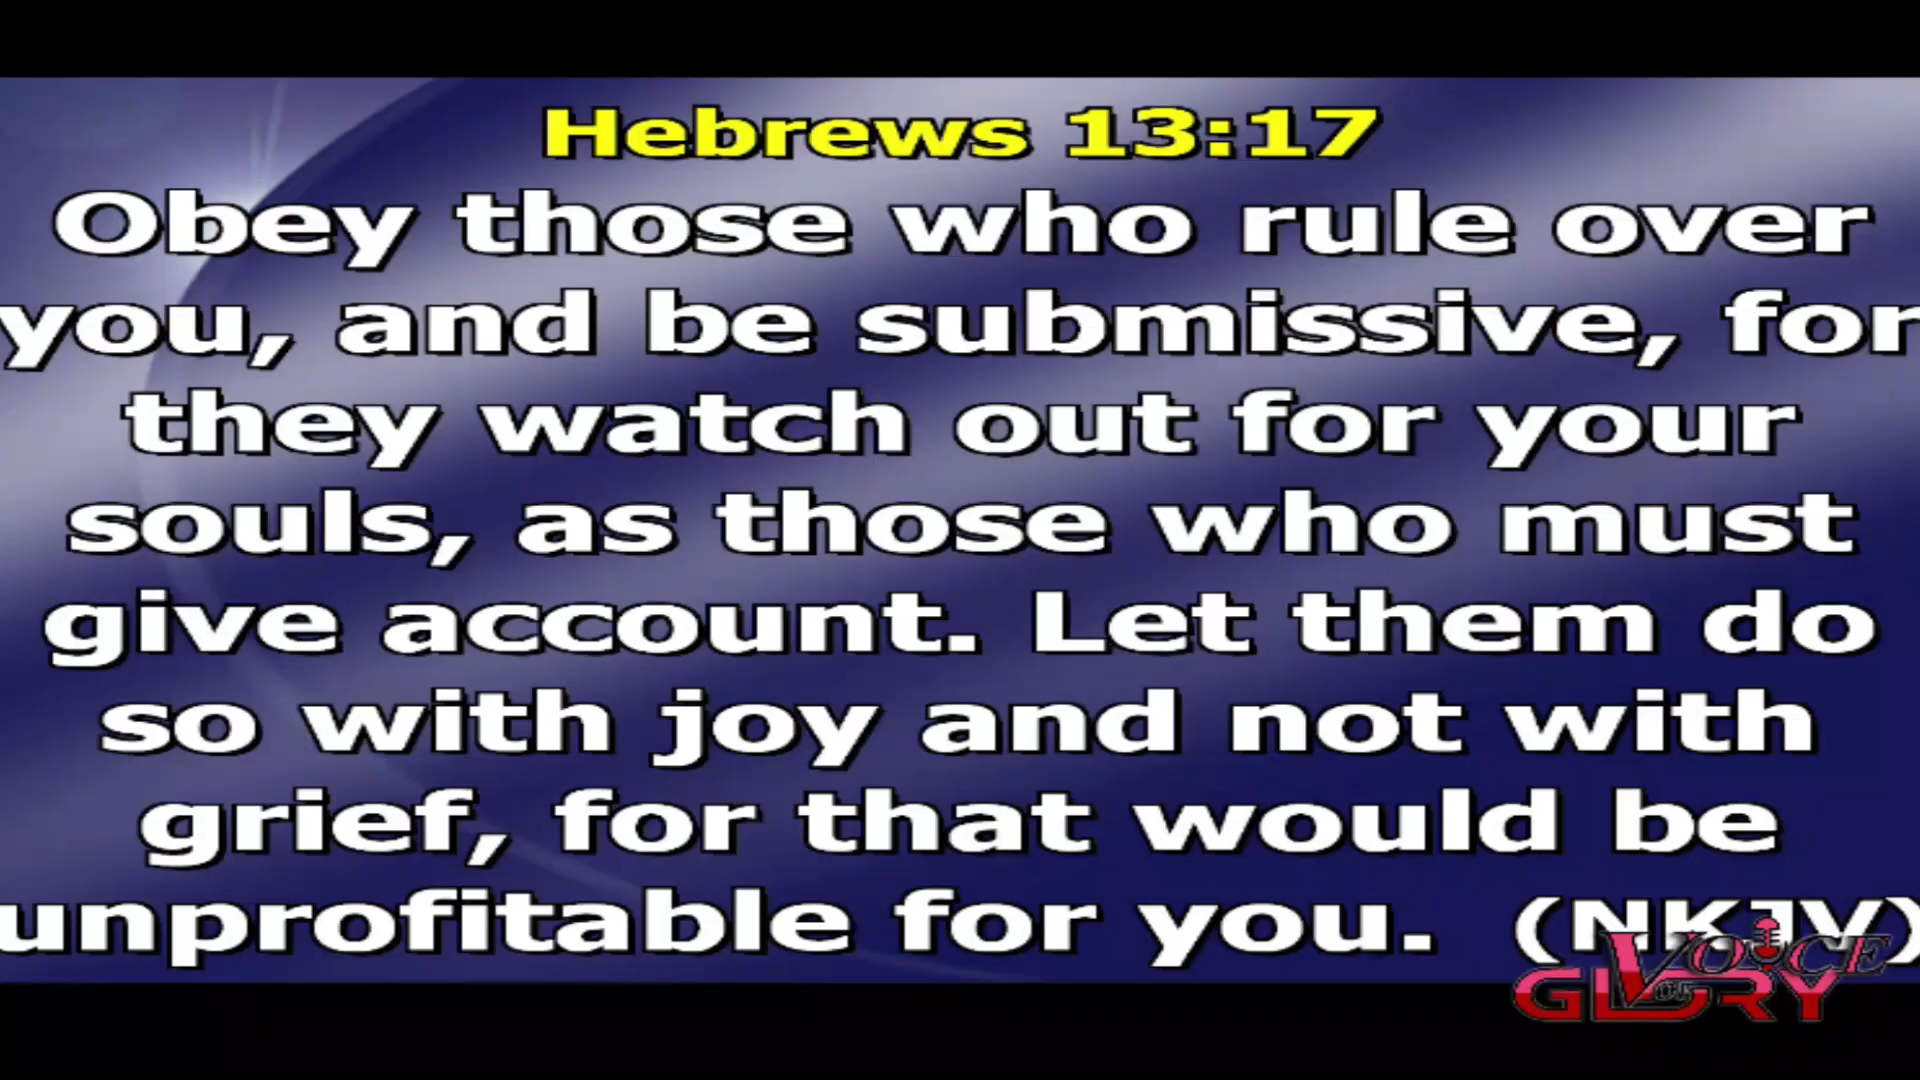 Hebrews 13:17
Obey those who rule over
you, and be submissive, for
they watch out for your
souls, as those who must
give account. Let them do
so with joy and not with
grief, for that would be
unprofitable for you. (NKJV)
VOICE
OF
GLORY